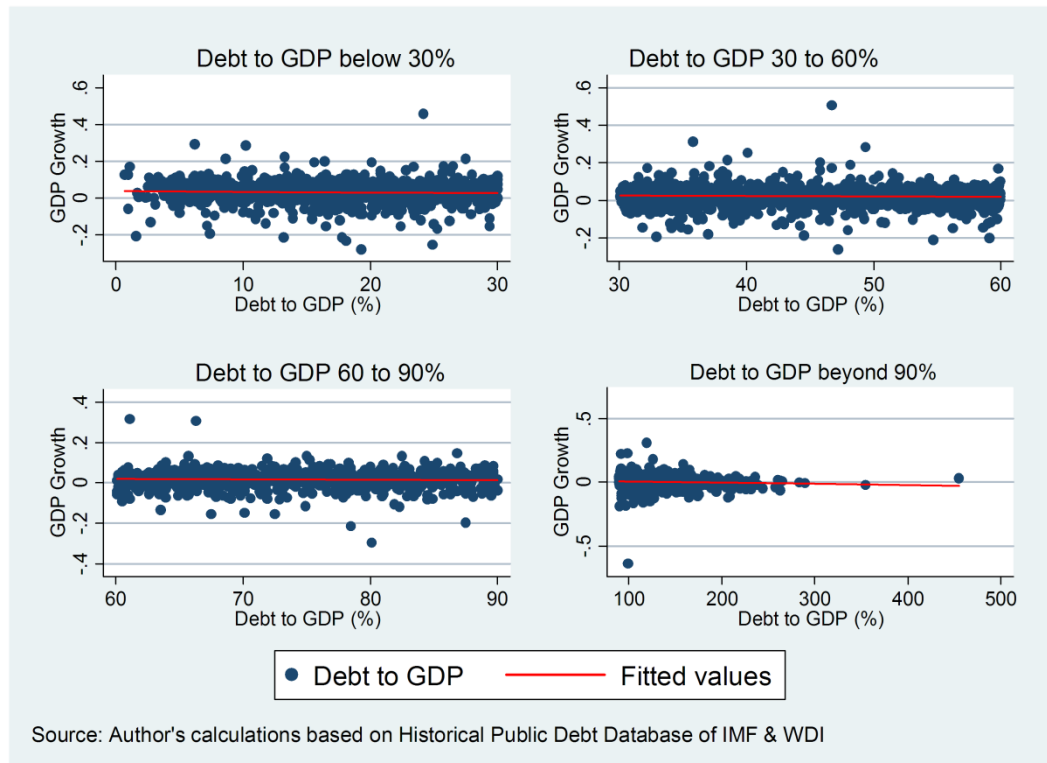 Debt to GDP below 30%
GDP Growth
.6
.4
.2
0
-.2
0
10
20
30
Debt to GDP (%)
Debt to GDP 30 to 60%
GDP Growth
.6
.4
.2
0
-.2
30
40
50
60
Debt to GDP (%)
Debt to GDP 60 to 90%
GDP Growth
.4
.2
0
-.2
-.4
60
70
80
90
Debt to GDP (%)
Debt to GDP beyond 90%
GDP Growth
.5
0
-.5
100
200
300
400
500
Debt to GDP (%)
Debt to GDP
Fitted values
Source: Author's calculations based on Historical Public Debt Database of IMF & WDI